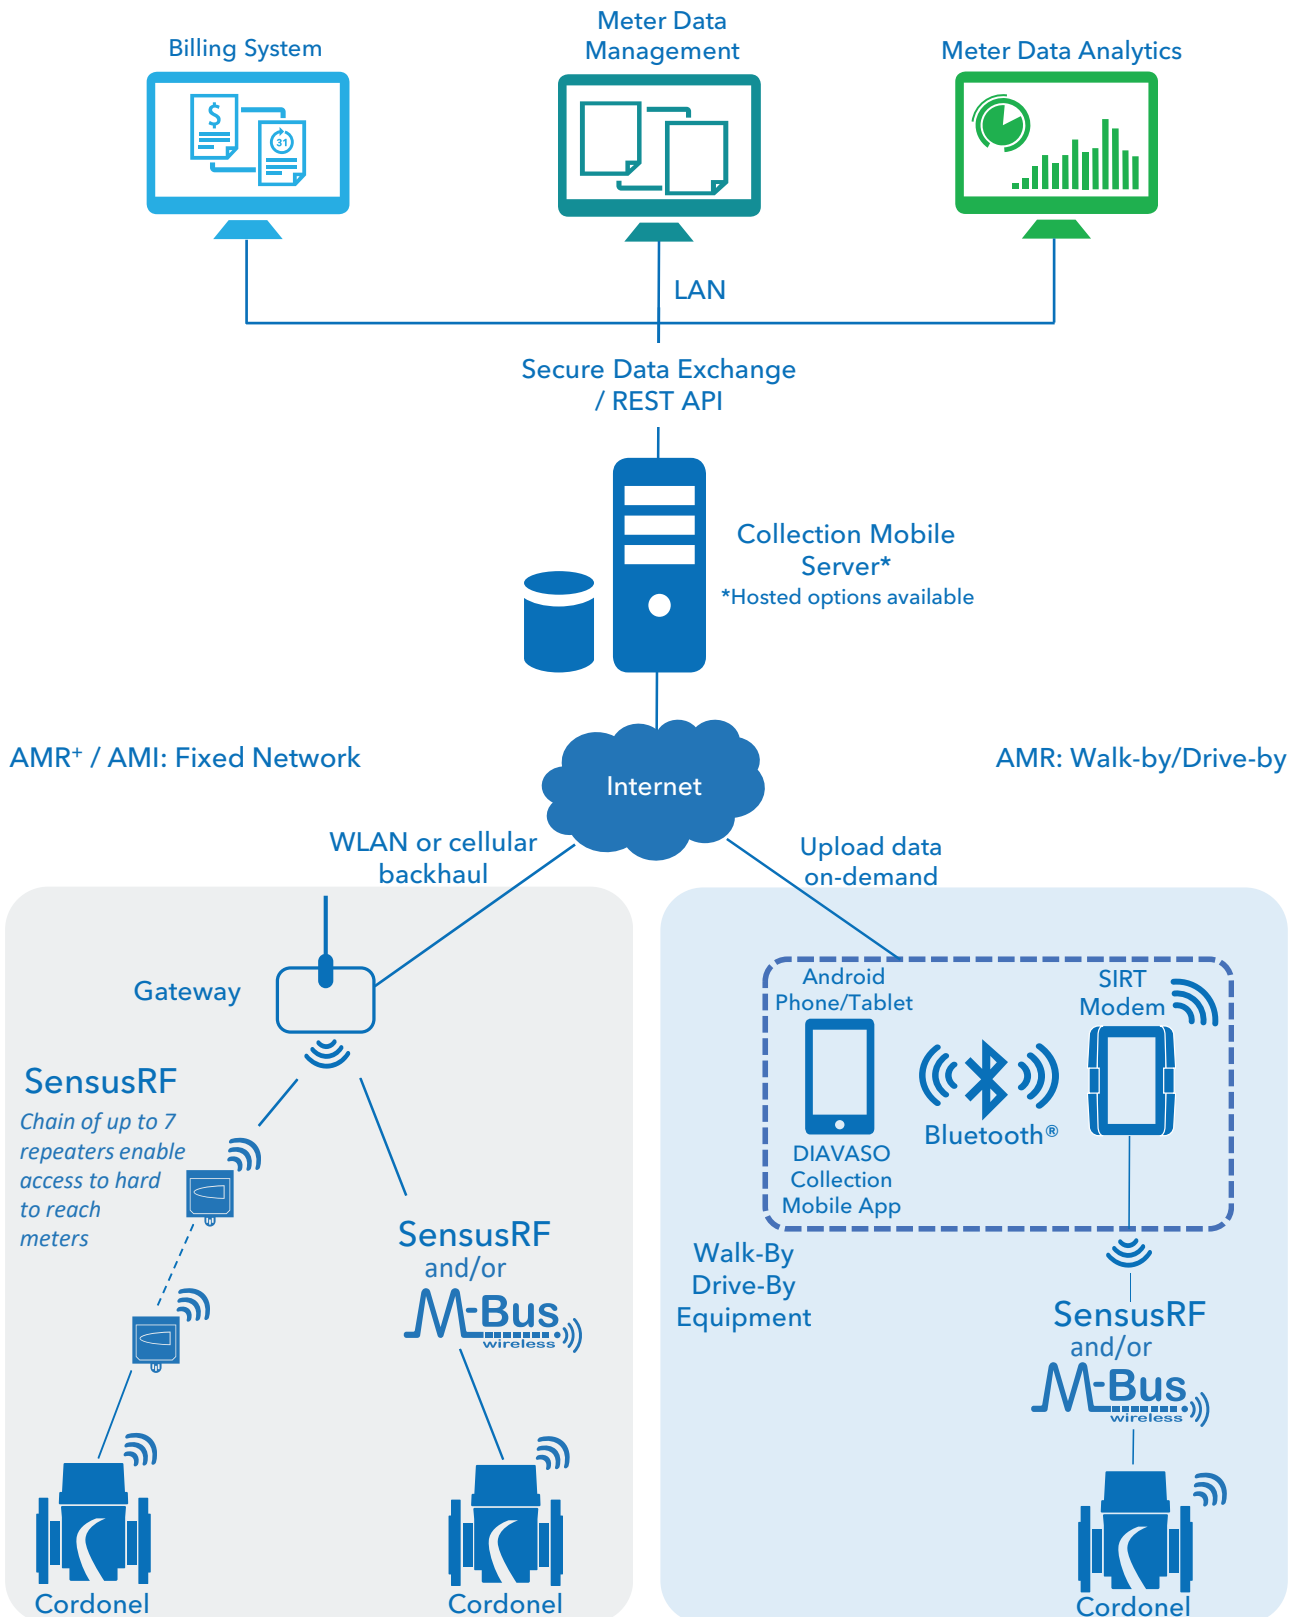 Billing System
Meter Data
Management
Meter Data Analytics
$
31
LAN
Secure Data Exchange
/ REST API
Collection Mobile
Server*
*Hosted options available
AMR+ / AMI: Fixed Network
AMR: Walk-by/Drive-by
Internet
WLAN or cellular
backhaul
Upload data
on-demand
Gateway
SensusRF
Chain of up to 7
repeaters enable
access to hard
to reach
meters
SensusRF
and/or
M-Bus
wireless
Cordonel
Cordonel
Android
Phone/Tablet
SIRT
Modem
Bluetooth®
DIAVASO
Collection
Mobile App
Walk-By
Drive-By
Equipment
SensusRF
and/or
M-Bus
wireless
Cordonel